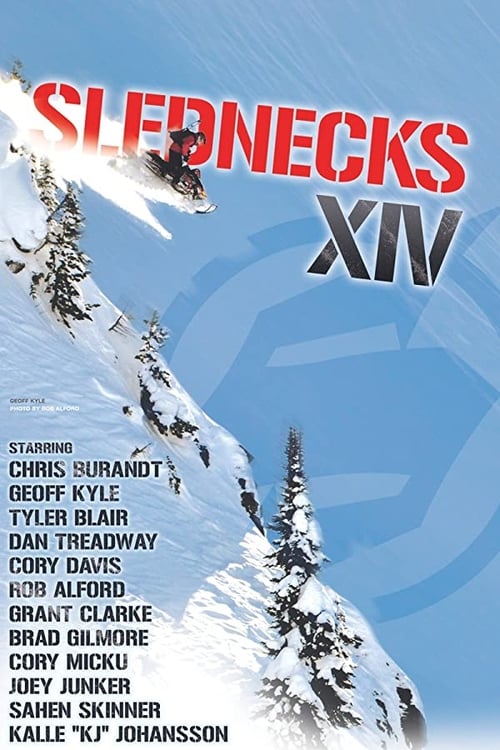 SLEDNECKS
XIV
GEOFF KYLE
PHOTO BY ROB ALFORD
STARRING
CHRIS BURANDT
GEOFF KYLE
TYLER BLAIR
DAN TREADWAY
CORY DAVIS
ROB ALFORD
GRANT CLARKE
BRAD GILMORE
CORY MICKU
JOEY JUNKER
SAHEN SKINNER
KALLE "KJ" JOHANSSON